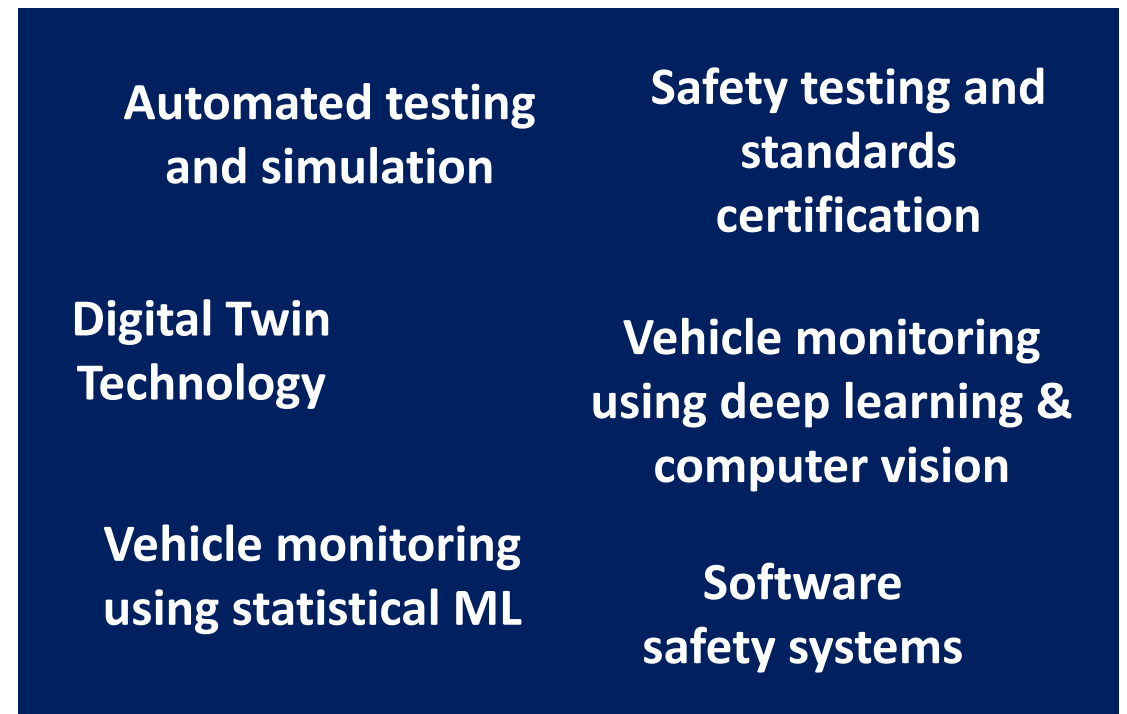 Automated testing
and simulation
Safety testing and
standards
certification
Digital Twin
Technology
Vehicle monitoring
using deep learning &
computer vision
Vehicle monitoring
using statistical ML
Software
safety systems